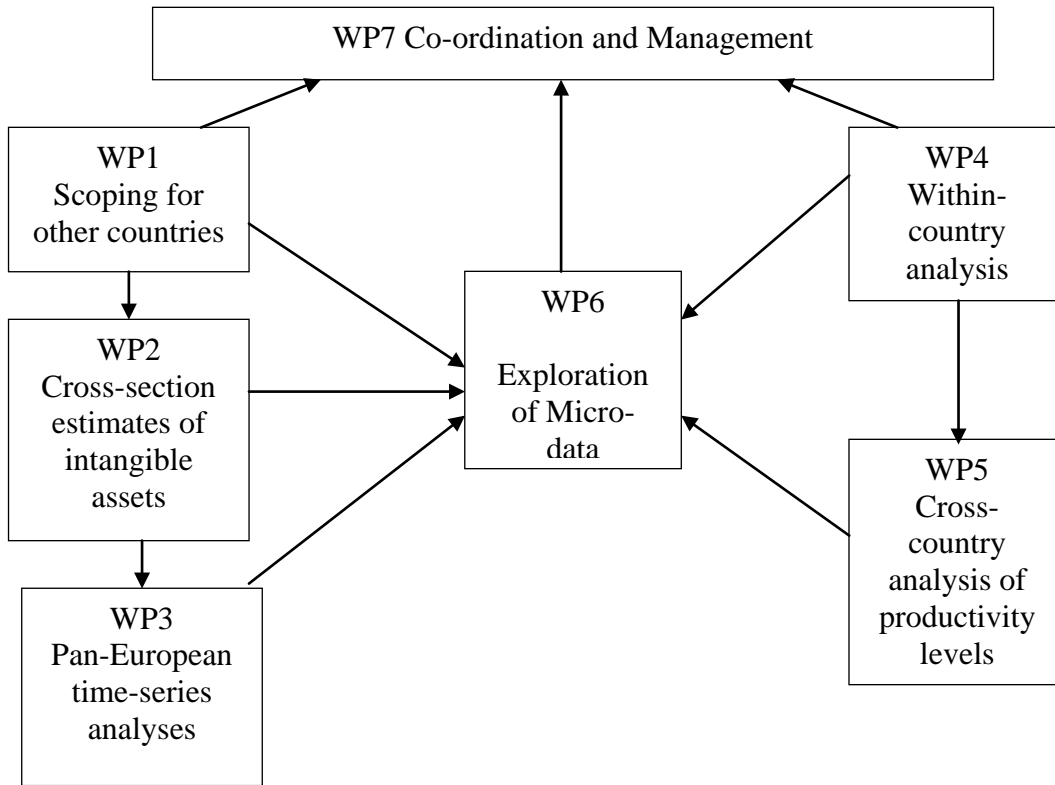 WP7 Co-ordination and Management
WP1
Scoping for
other countries
WP4
Within-
country
analysis
WP6
Exploration
of Micro-
data
WP2
Cross-section
estimates of
intangible
assets
WP5
Cross-
country
analysis of
productivity
levels
WP3
Pan-European
time-series
analyses